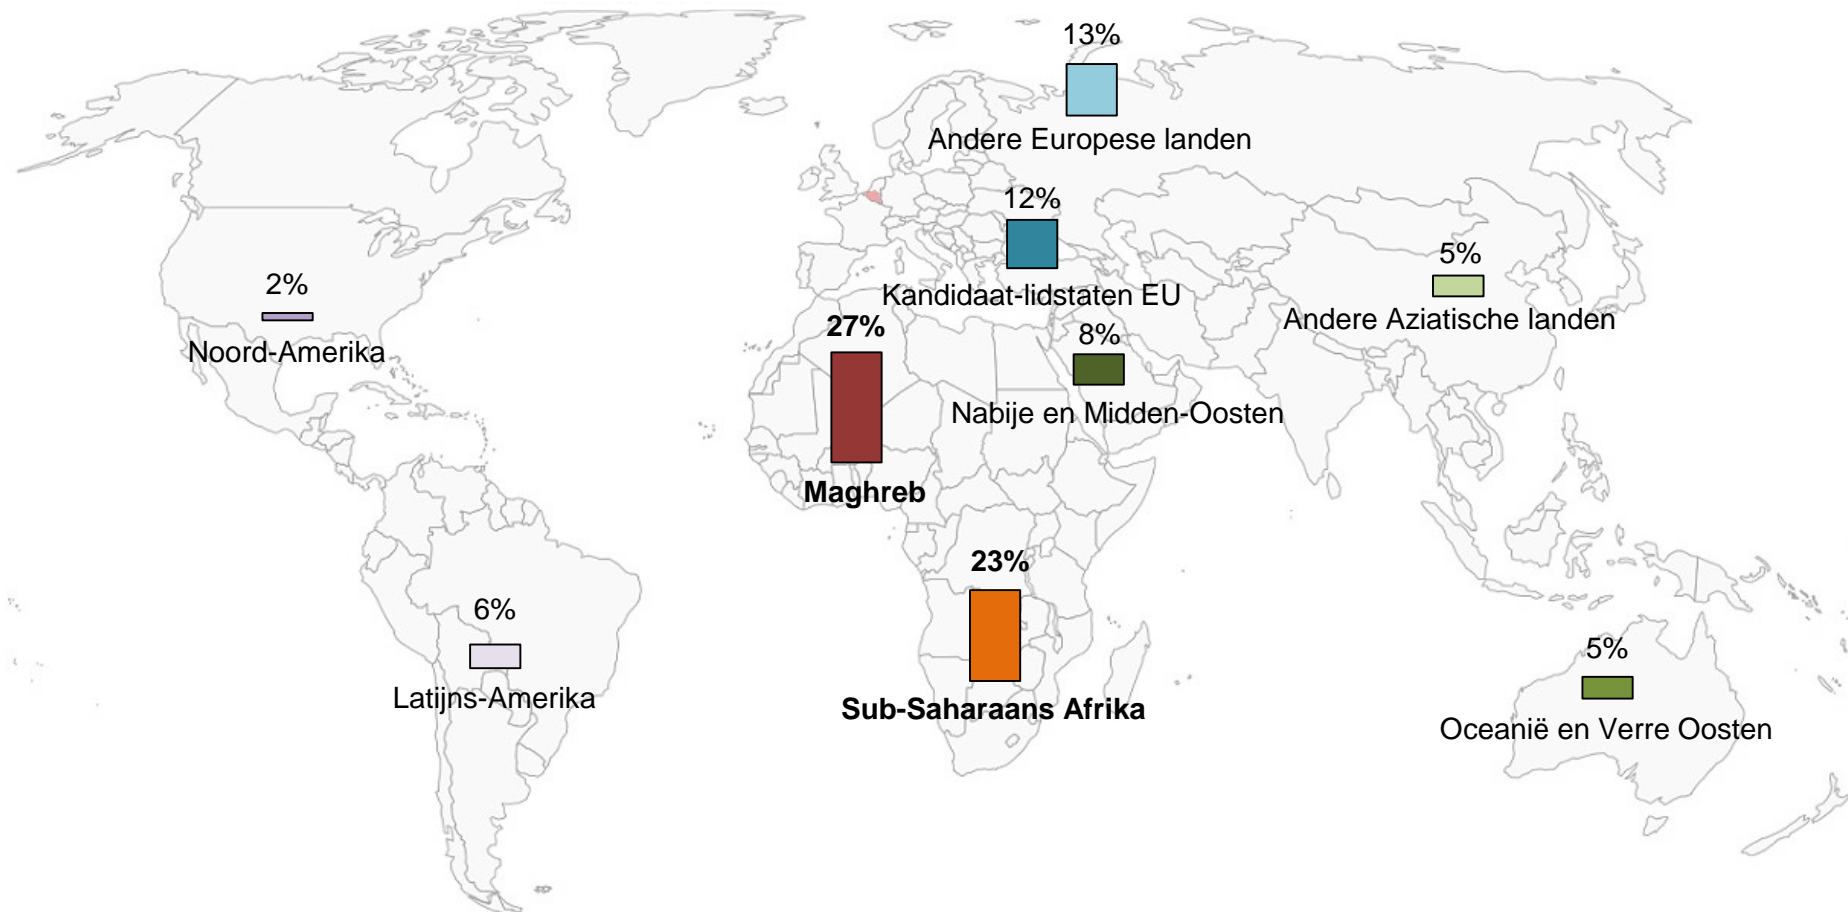 13%
Andere Europese landen
12%
Kandidaat-lidstaten EU
5%
Andere Aziatische landen
2%
Noord-Amerika
27%
Maghreb
8%
Nabije en Midden-Oosten
23%
Sub-Saharaans Afrika
6%
Latijns-Amerika
5%
Oceanië en Verre Oosten